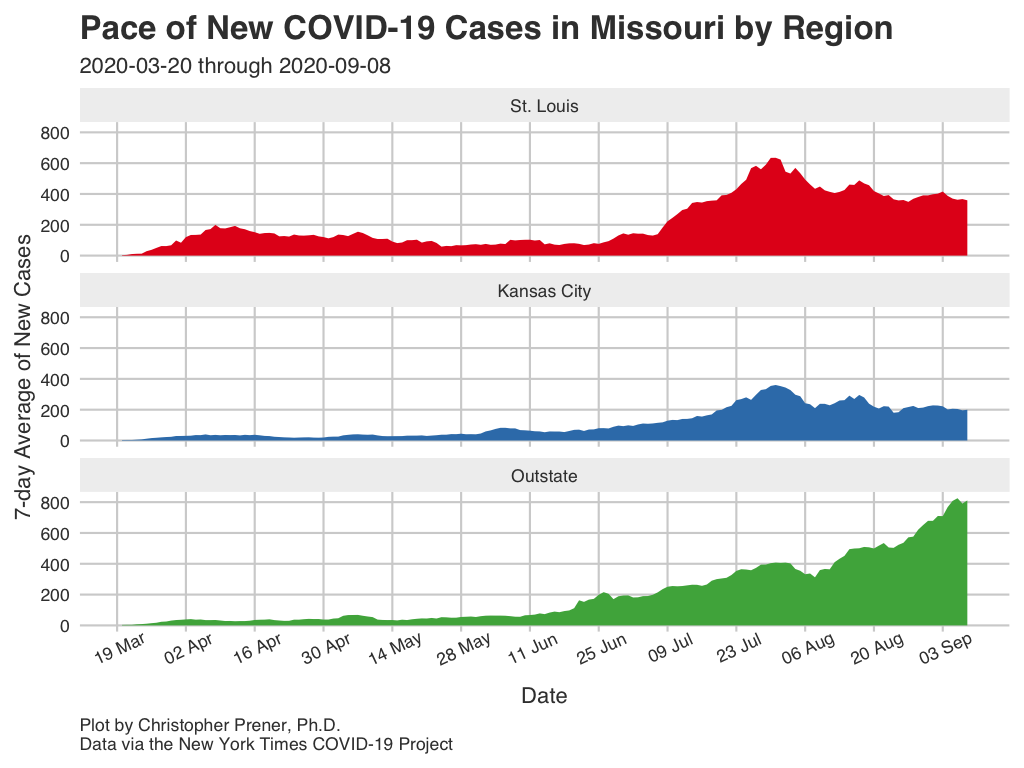 Pace of New COVID-19 Cases in Missouri by Region
2020-03-20 through 2020-09-08
St. Louis
800
600
400
200
0
Kansas City
800
600
400
200
0
Outstate
800
600
400
200
0
7-day Average of New Cases
19 Mar
02 Apr
16 Apr
30 Apr
14 May
28 May
11 Jun
25 Jun
09 Jul
23 Jul
06 Aug
20 Aug
03 Sep
Date
Plot by Christopher Prener, Ph.D.
Data via the New York Times COVID-19 Project